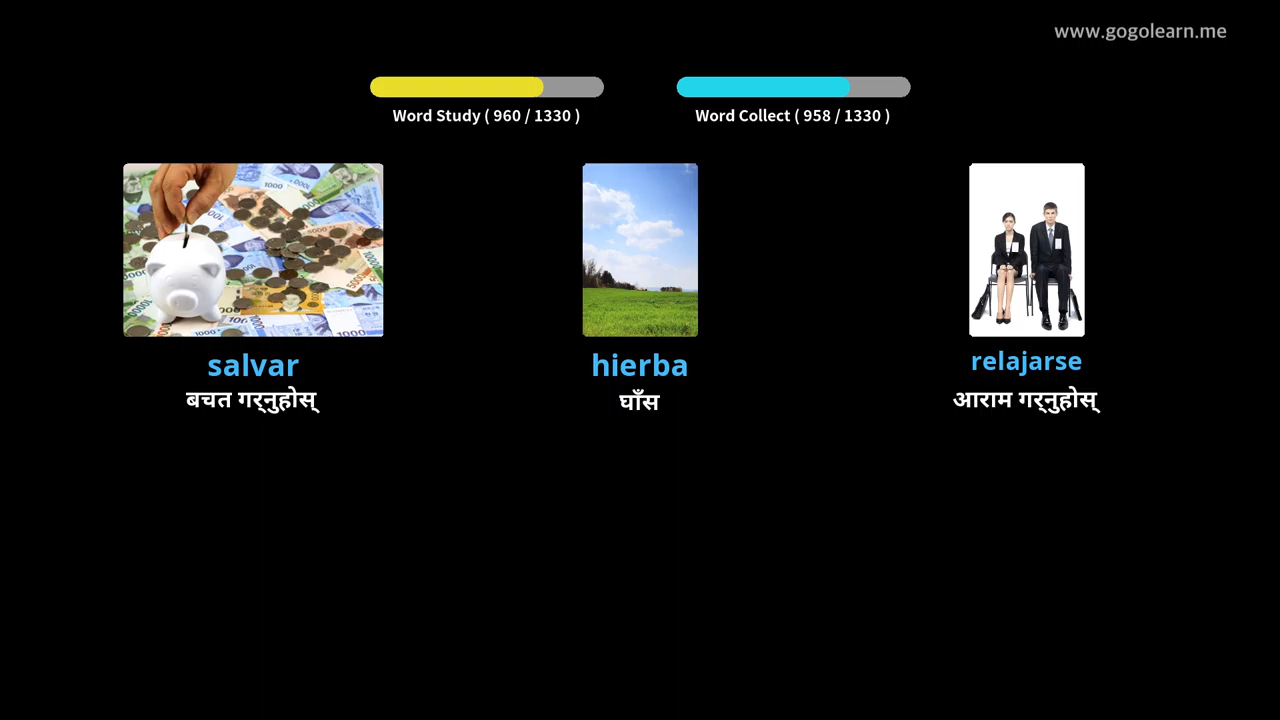 www.gogolearn.me
Word Study ( 960 / 1330 )
Word Collect ( 958 / 1330 )
salvar
बचत गर्नुहोस्
hierba
घाँस
relajarse
आराम गर्नुहोस्